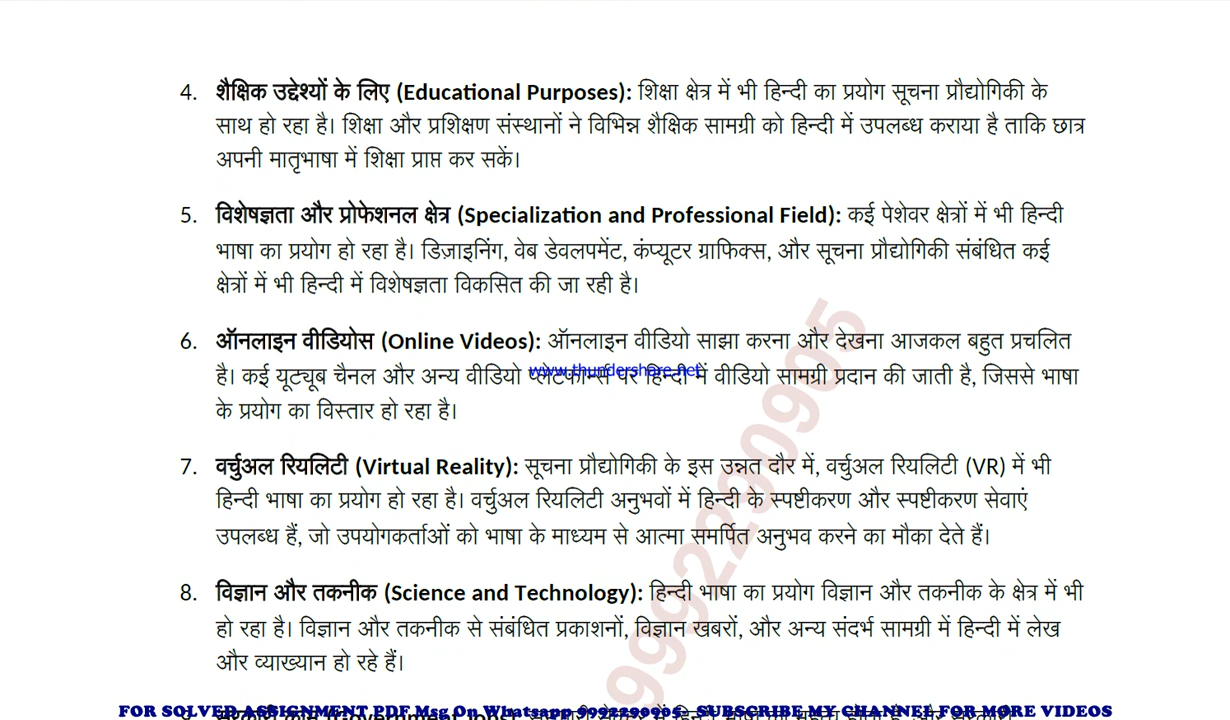 4. शैक्षिक उद्देश्यों के लिए (Educational Purposes): शिक्षा क्षेत्र में भी हिन्दी का प्रयोग सूचना प्रौद्योगिकी के
साथ हो रहा है। शिक्षा और प्रशिक्षण संस्थानों ने विभिन्न शैक्षिक सामग्री को हिन्दी में उपलब्ध कराया है ताकि छात्र
अपनी मातृभाषा में शिक्षा प्राप्त कर सकें।
5. विशेषज्ञता और प्रोफेशनल क्षेत्र (Specialization and Professional Field): कई पेशेवर क्षेत्रों में भी हिन्दी
भाषा का प्रयोग हो रहा है। डिज़ाइनिंग, वेब डेवलपमेंट, कंप्यूटर ग्राफिक्स, और सूचना प्रौद्योगिकी संबंधित कई
क्षेत्रों में भी हिन्दी में विशेषज्ञता विकसित की जा रही है।
6. ऑनलाइन वीडियोस (Online Videos): ऑनलाइन वीडियो साझा करना और देखना आजकल बहुत प्रचलित
है। कई यूट्यूब चैनल और अन्य वीडियो प्लेटफॉर्म्स पर हिन्दी में वीडियो सामग्री प्रदान की जाती है, जिससे भाषा
www.thundershare.net
के प्रयोग का विस्तार हो रहा है।
7. वर्चुअल रियलिटी (Virtual Reality): सूचना प्रौद्योगिकी के इस उन्नत दौर में, वर्चुअल रियलिटी (VR) में भी
हिन्दी भाषा का प्रयोग हो रहा है। वर्चुअल रियलिटी अनुभवों में हिन्दी के स्पष्टीकरण और स्पष्टीकरण सेवाएं
उपलब्ध हैं, जो उपयोगकर्ताओं को भाषा के माध्यम से आत्मा समर्पित अनुभव करने का मौका देते हैं।
8. विज्ञान और तकनीक (Science and Technology): हिन्दी भाषा का प्रयोग विज्ञान और तकनीक के क्षेत्र में भी
हो रहा है। विज्ञान और तकनीक से संबंधित प्रकाशनों, विज्ञान खबरों, और अन्य संदर्भ सामग्री में हिन्दी में लेख
और व्याख्यान हो रहे हैं।
9992290905
FOR SOLVED ASSIGNMENT PDF Msg On Whatsapp 9992290905 SUBSCRIBE MY CHANNEL FOR MORE VIDEOS